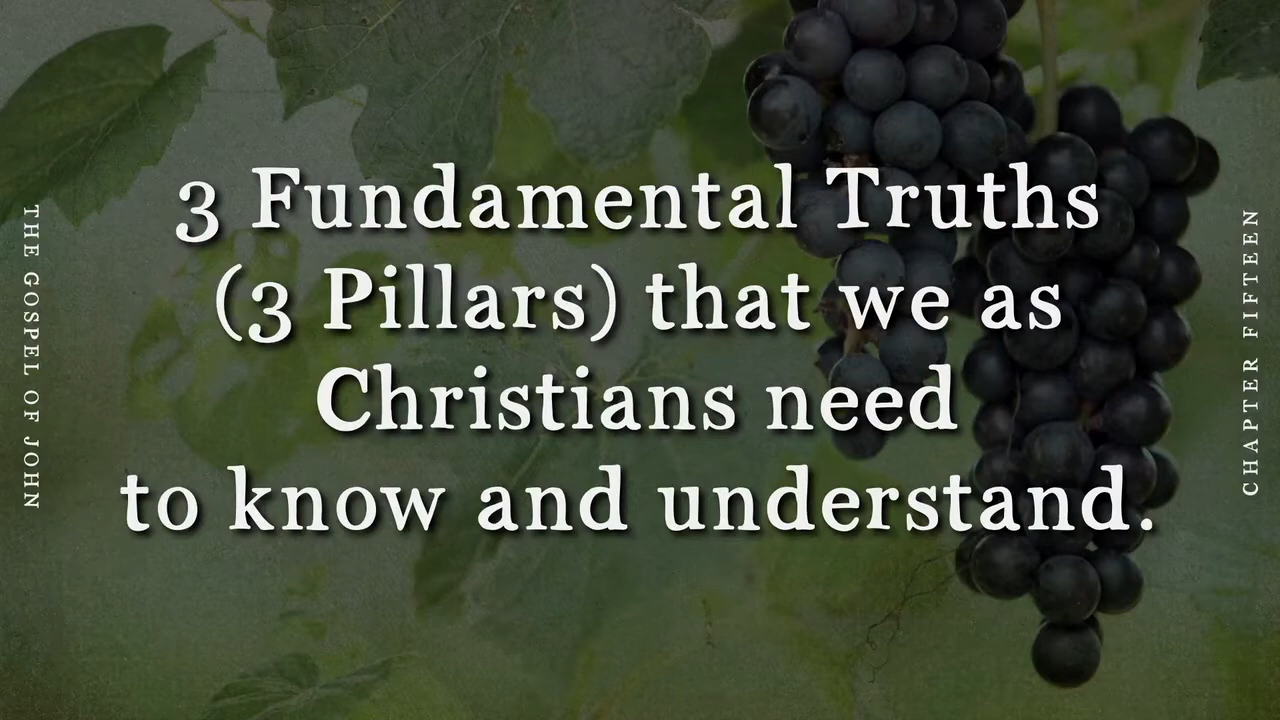 THE GOSPEL OF JOHN
3 Fundamental Truths
(3 Pillars) that we as
Christians need
to know and understand.
CHAPTER FIFTEEN